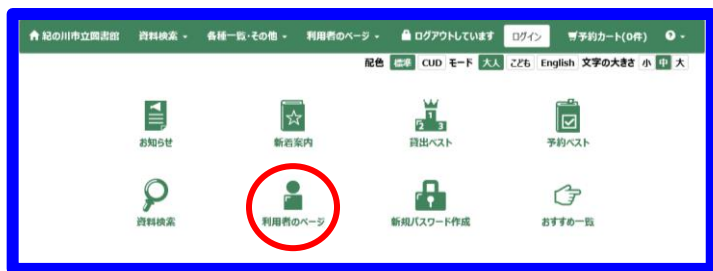 紀の川市立図書館 資料検索 各種一覧・その他 利用者のページ ログアウトしています ログイン 予約カート(0件)
配色 標準 CUD モード 大人 こども English 文字の大きさ 小 中 大
お知らせ 新着案内 貸出ベスト 予約ベスト
資料検索 利用者のページ 新規パスワード作成 おすすめ一覧